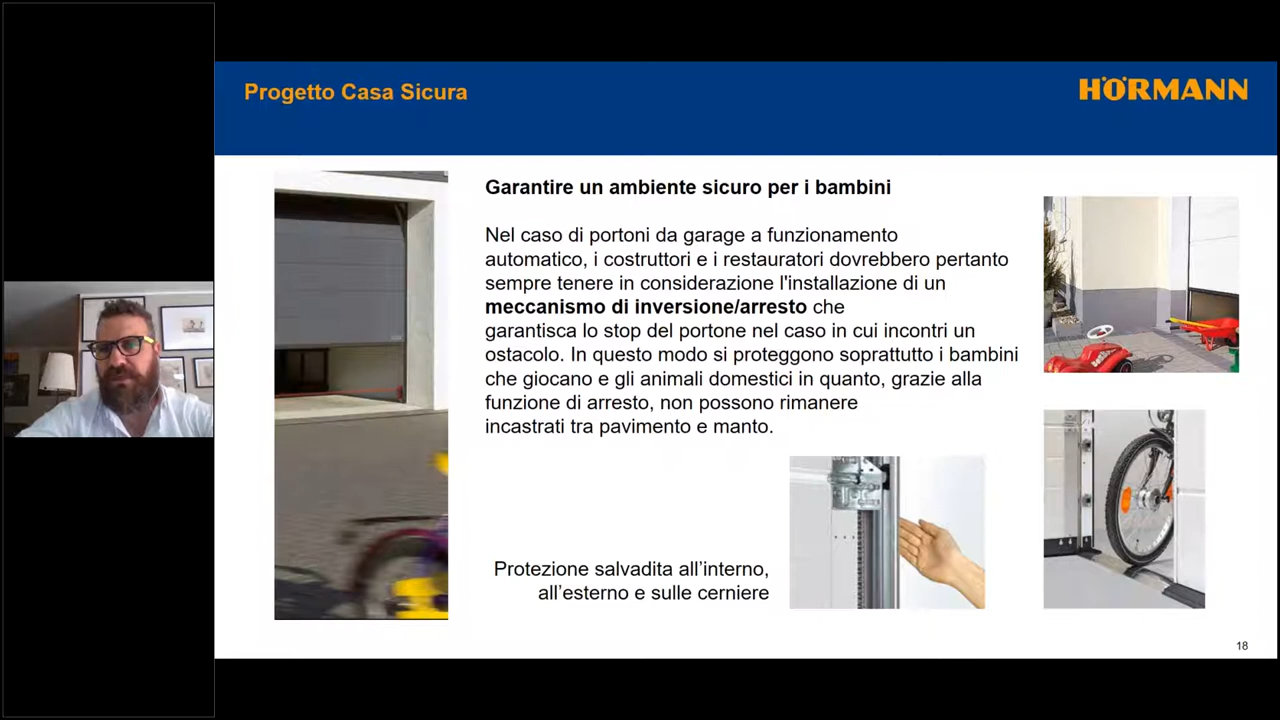 Progetto Casa Sicura
HÖRMANN
Garantire un ambiente sicuro per i bambini
Nel caso di portoni da garage a funzionamento
automatico, i costruttori e i restauratori dovrebbero pertanto
sempre tenere in considerazione l'installazione di un
meccanismo di inversione/arresto che
garantisca lo stop del portone nel caso in cui incontri un
ostacolo. In questo modo si proteggono soprattutto i bambini
che giocano e gli animali domestici in quanto, grazie alla
funzione di arresto, non possono rimanere
incastrati tra pavimento e manto.
Protezione salvadita all’interno,
all’esterno e sulle cerniere
18